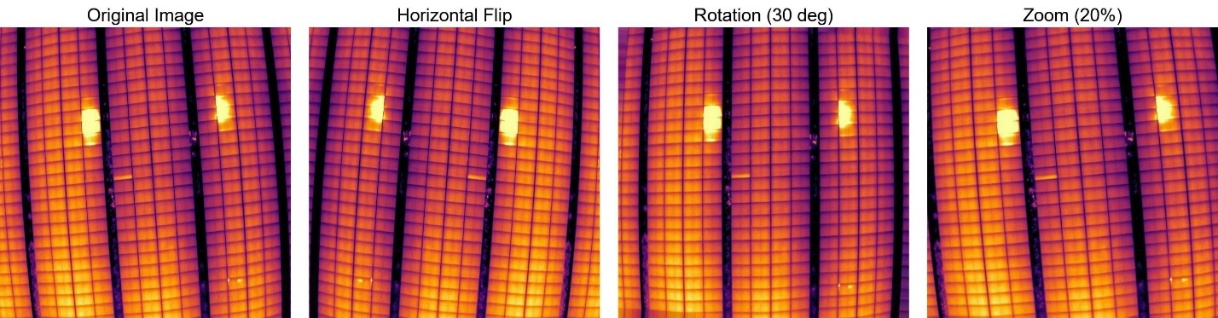 Original Image
Horizontal Flip
Rotation (30 deg)
Zoom (20%)